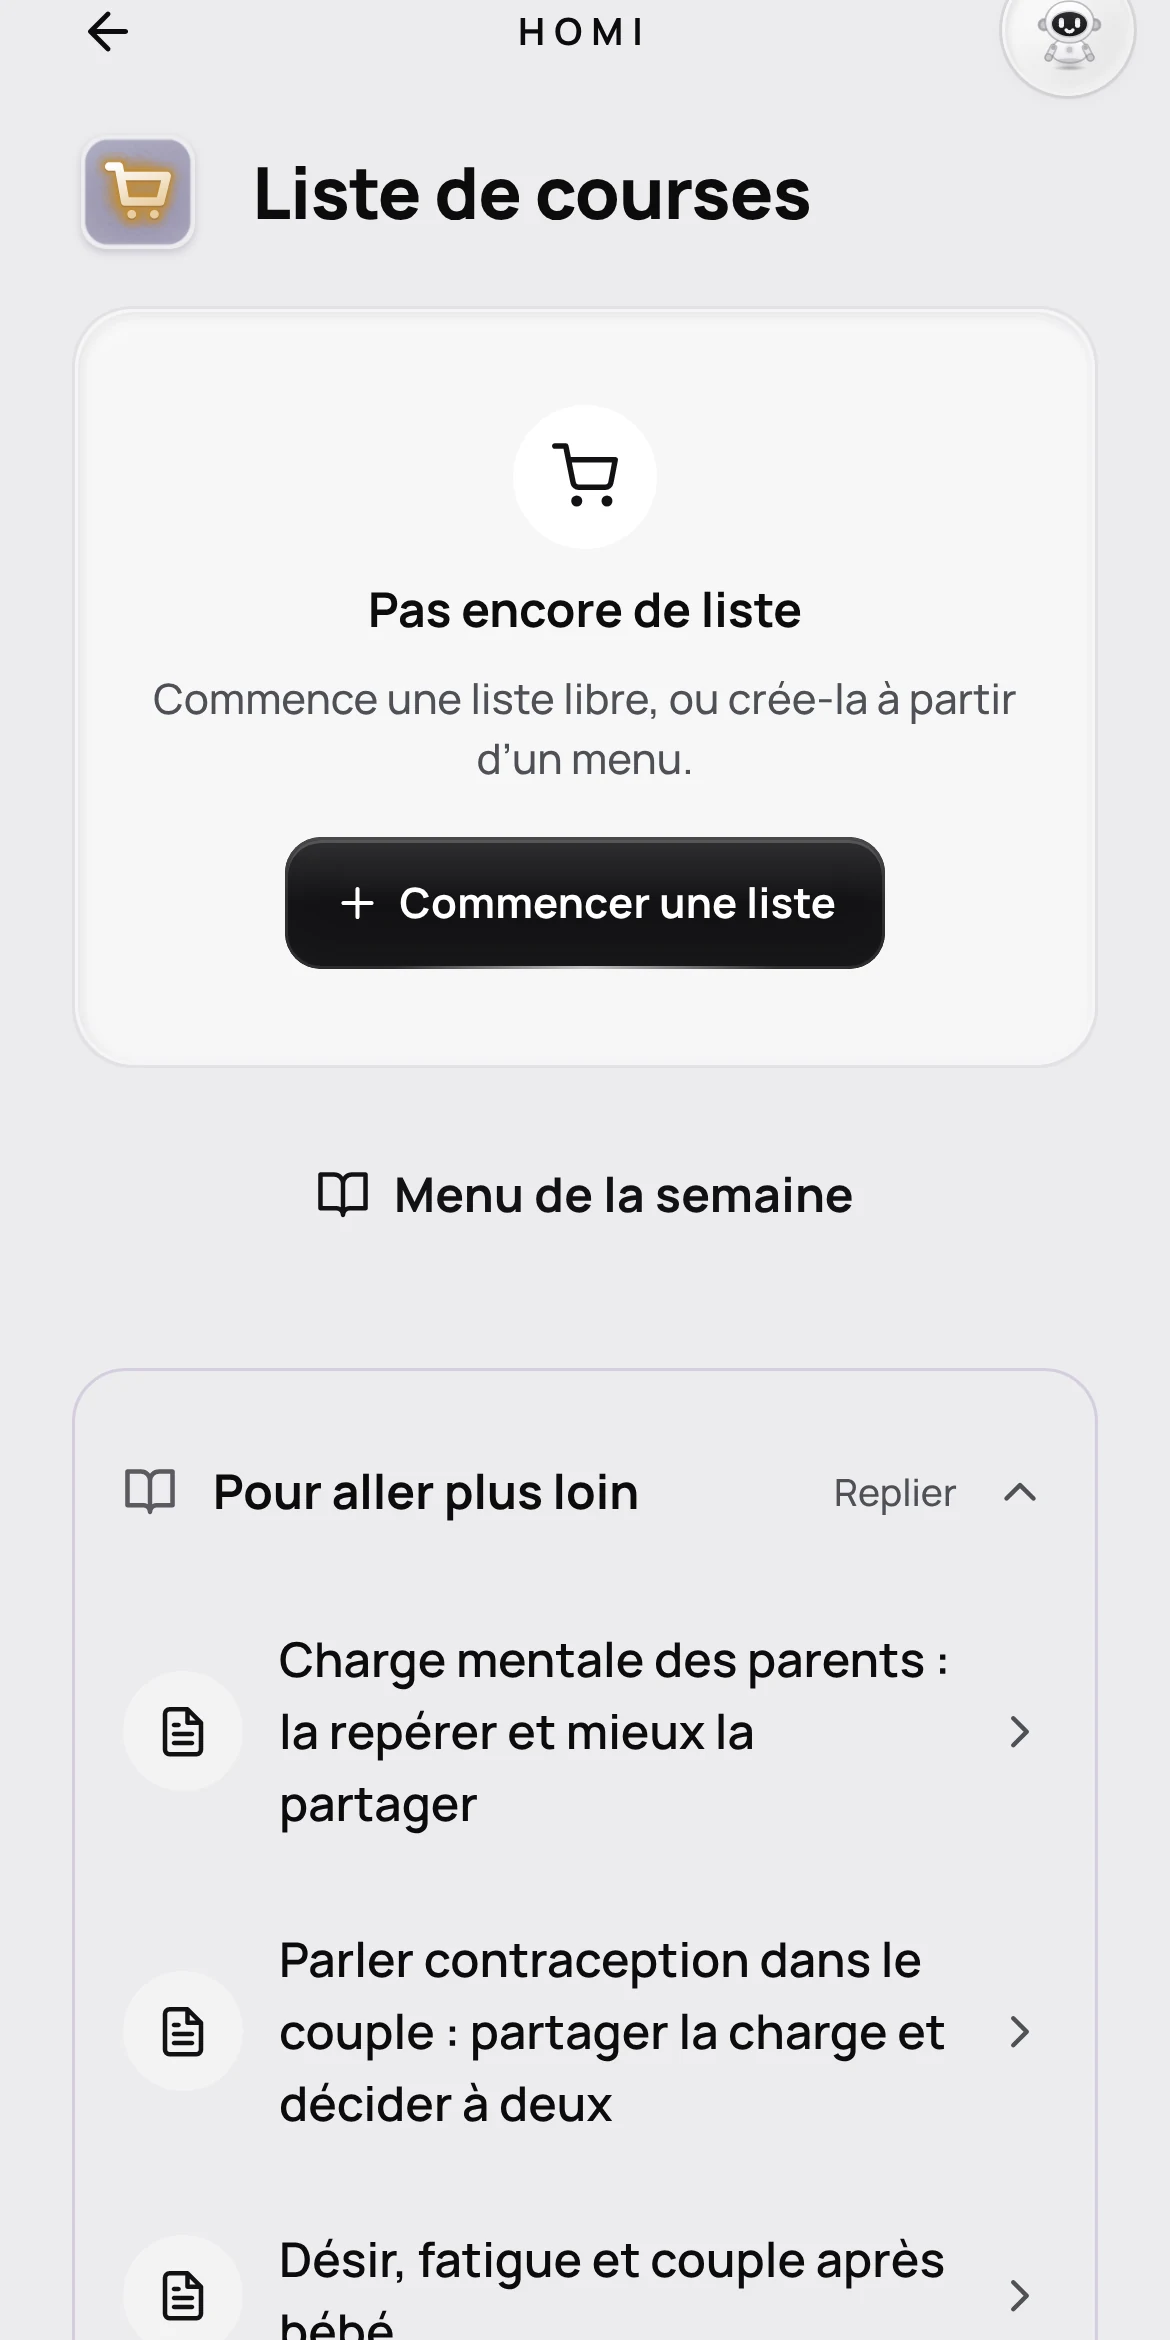 HOMI
Liste de courses
Pas encore de liste
Commence une liste libre, ou crée-la à partir
d’un menu.
+ Commencer une liste
Menu de la semaine
Pour aller plus loin
Replier
Charge mentale des parents :
la repérer et mieux la
partager
Parler contraception dans le
couple : partager la charge et
décider à deux
Désir, fatigue et couple après
bébé